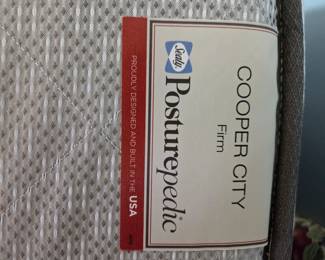 COOPER CITY
Firm
Sealy
Posturepedic
PROUDLY DESIGNED AND BUILT IN THE USA